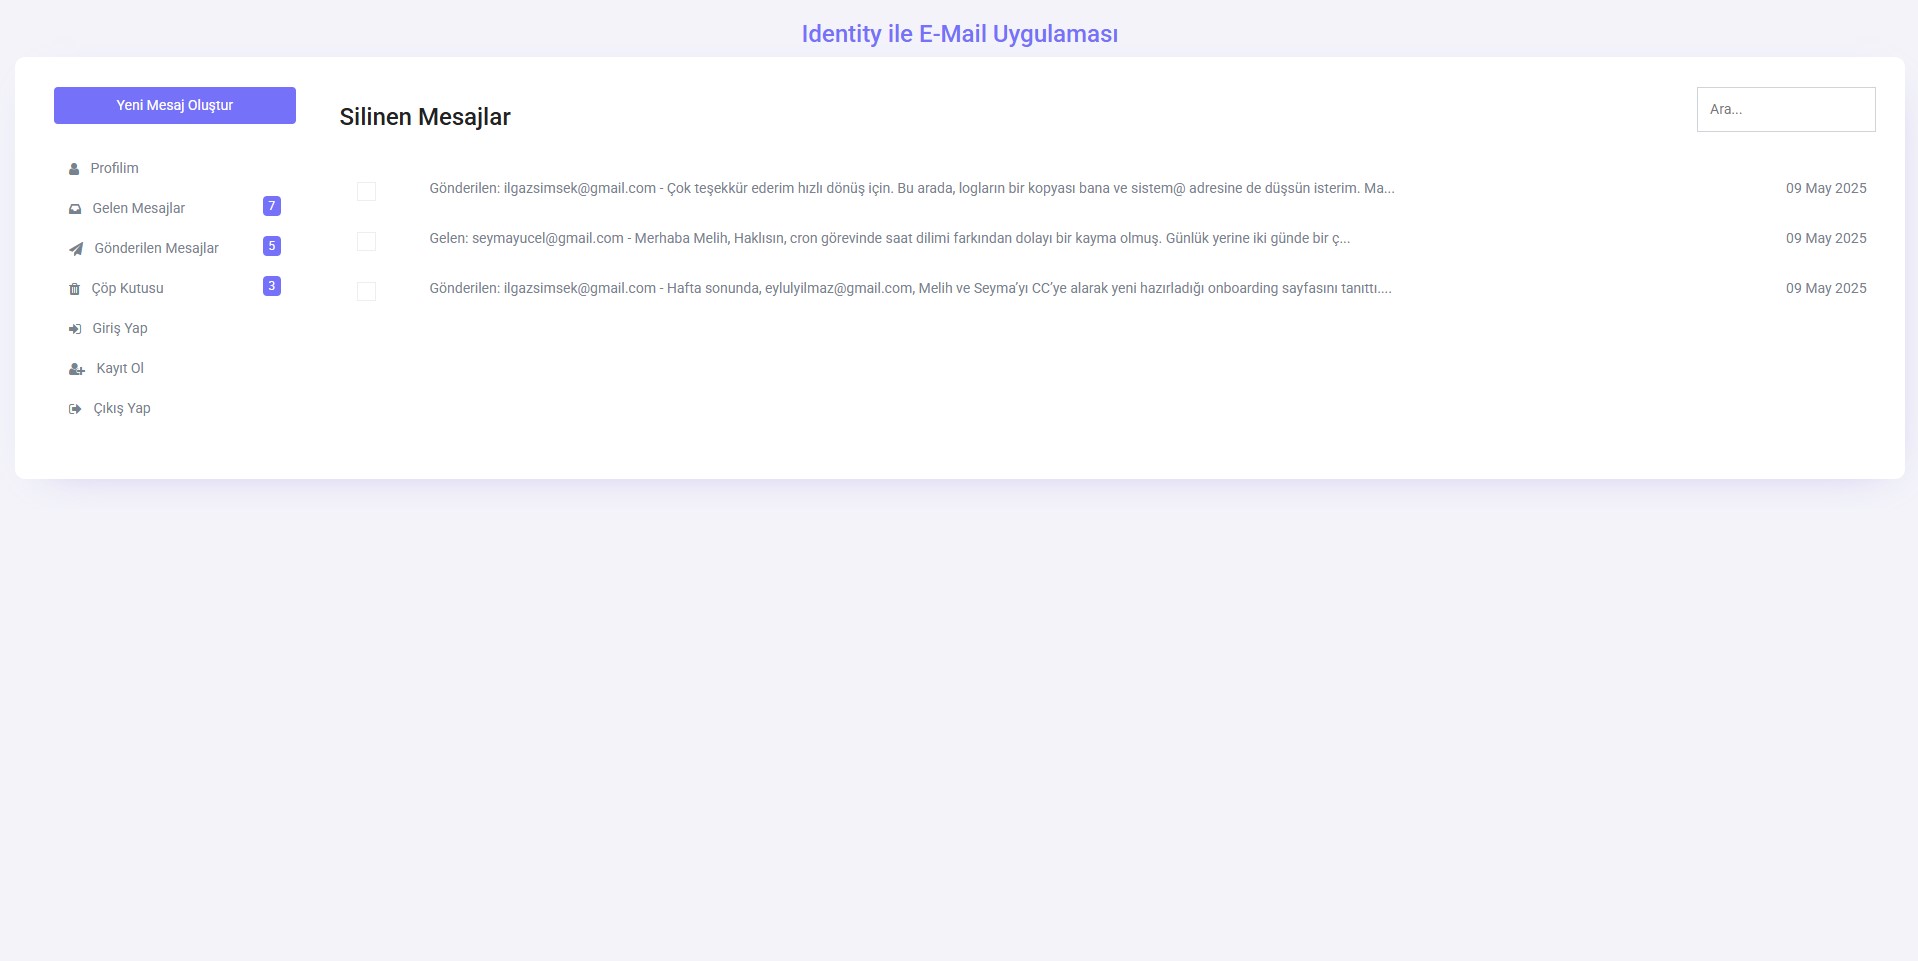 Identity ile E-Mail Uygulaması
Yeni Mesaj Oluştur
Profilim
Gelen Mesajlar 7
Gönderilen Mesajlar 5
Çöp Kutusu 3
Giriş Yap
Kayıt Ol
Çıkış Yap
Silinen Mesajlar
Ara...
Gönderilen: ilgazsimsek@gmail.com - Çok teşekkür ederim hızlı dönüş için. Bu arada, logların bir kopyası bana ve sistem@ adresine de düşsün isterim. Ma... 09 May 2025
Gelen: seymayucel@gmail.com - Merhaba Melih, Haklısın, cron görevinde saat dilimi farkından dolayı bir kayma olmuş. Günlük yerine iki günde bir ç... 09 May 2025
Gönderilen: ilgazsimsek@gmail.com - Hafta sonunda, eylulyilmaz@gmail.com, Melih ve Seyma’yı CC’ye alarak yeni hazırladığı onboarding sayfasını tanıttı.... 09 May 2025